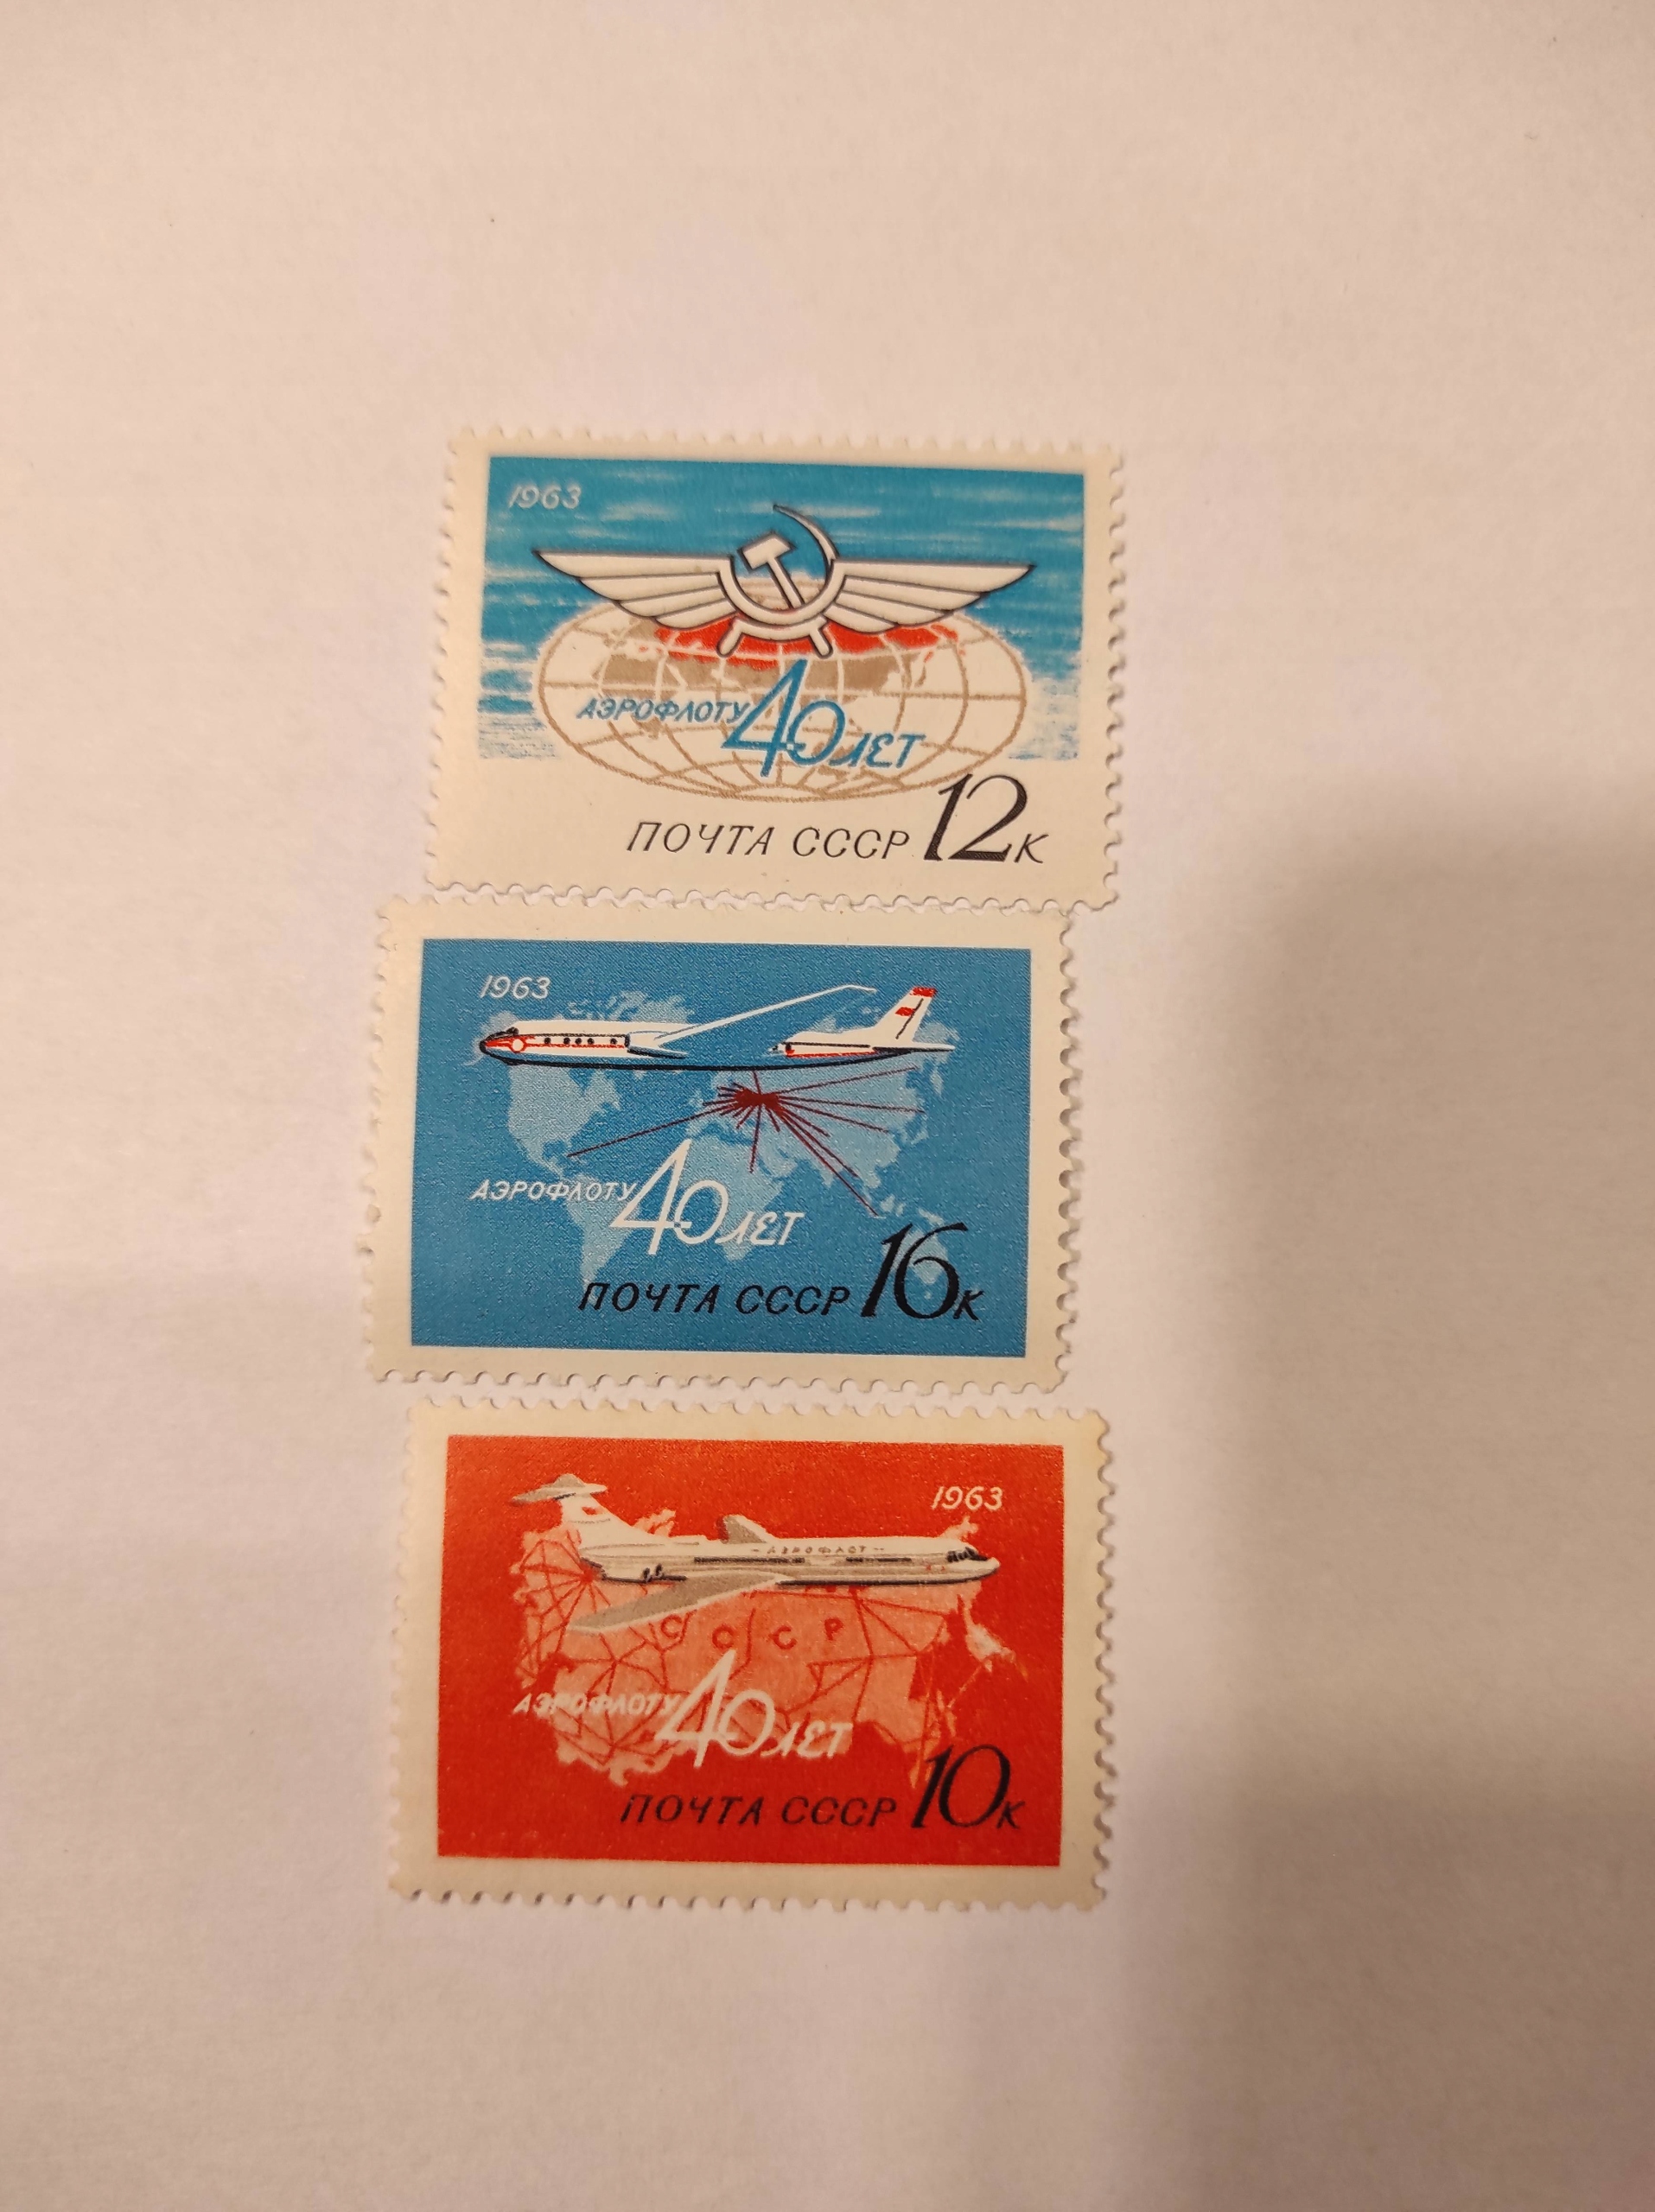 1963
АЭРОФЛОТУ 40 ЛЕТ
ПОЧТА СССР 12к
1963
АЭРОФЛОТУ 40 ЛЕТ
ПОЧТА СССР 16к
1963
АЭРОФЛОТ
СССР
АЭРОФЛОТУ 40 ЛЕТ
ПОЧТА СССР 10к